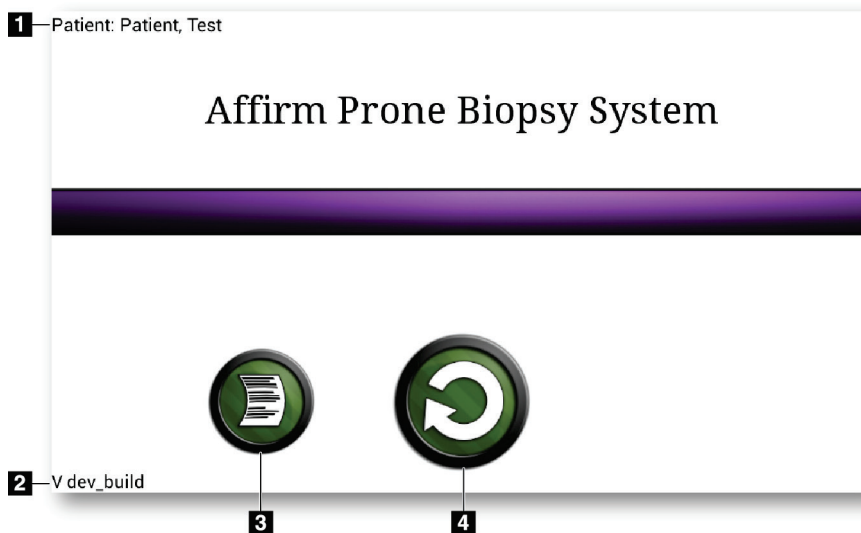 1 Patient: Patient, Test
Affirm Prone Biopsy System
2 V dev_build
3 4